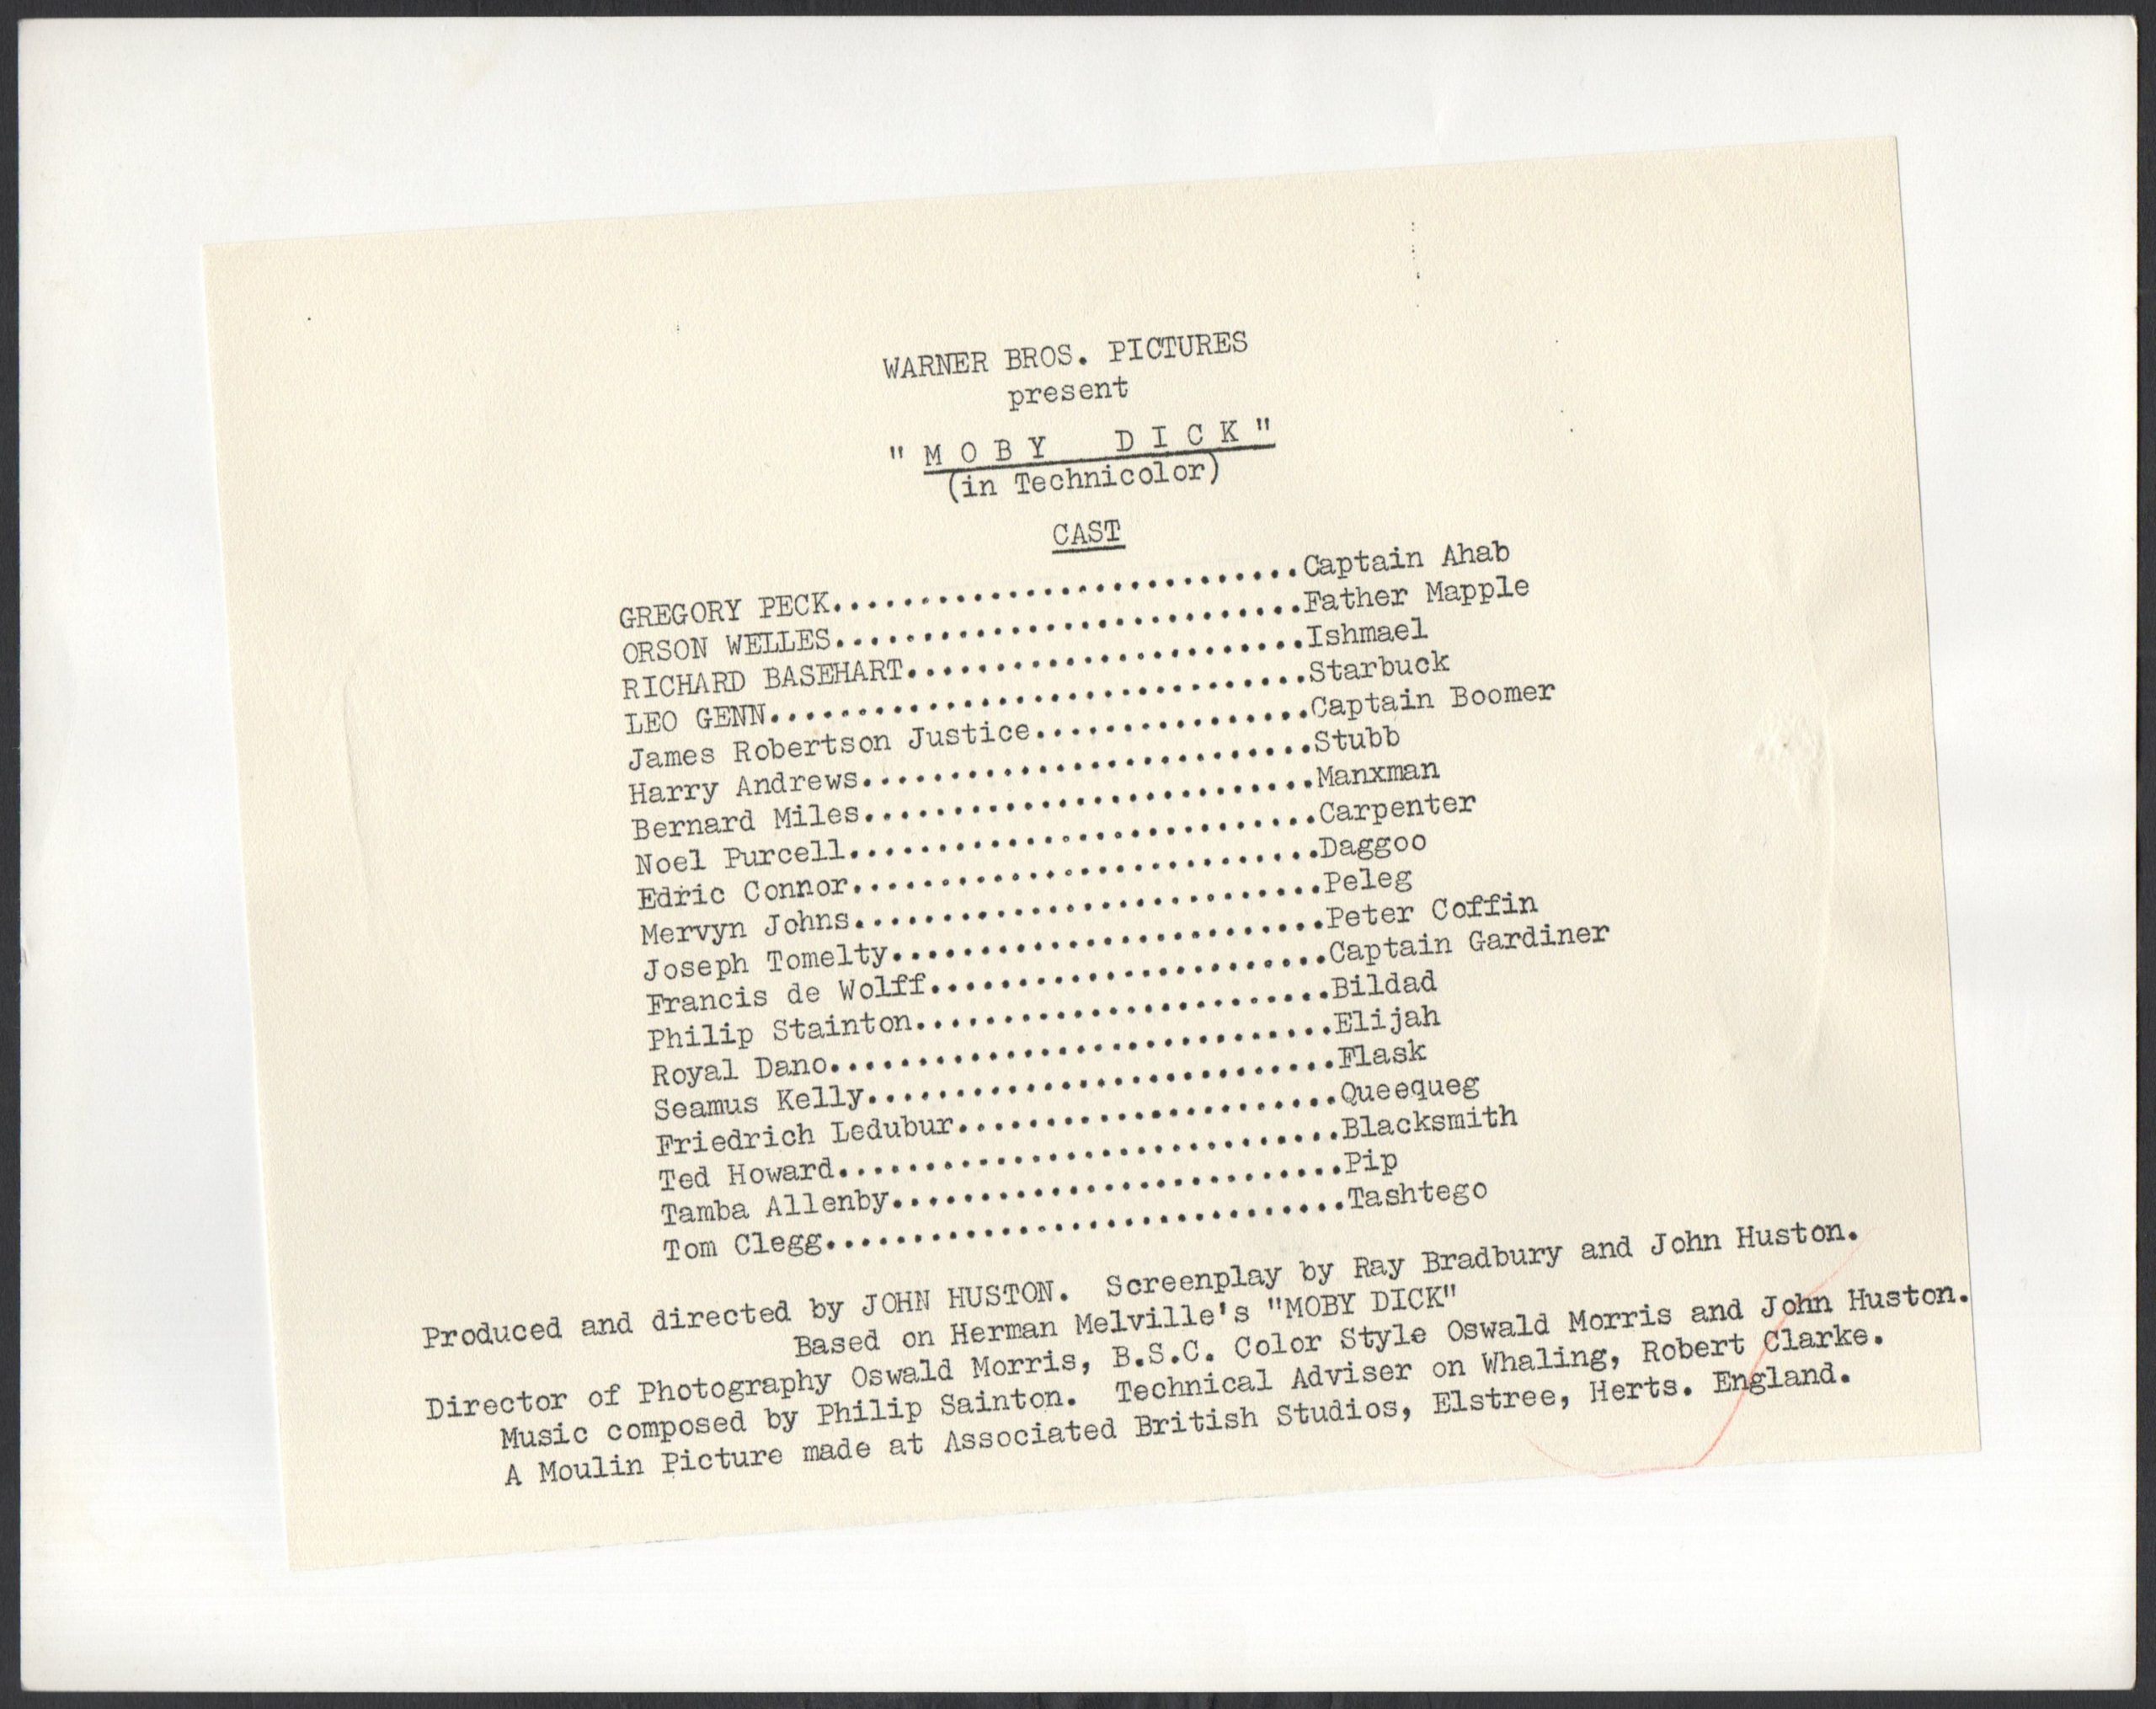 WARNER BROS. PICTURES
present
"MOBY DICK"
(in Technicolor)
CAST
GREGORY PECK..........................Captain Ahab
ORSON WELLES..........................Father Mapple
RICHARD BASEHART......................Ishmael
LEO GENN..............................Starbuck
James Robertson Justice...............Captain Boomer
Harry Andrews.........................Stubb
Bernard Miles.........................Manxman
Noel Purcell..........................Carpenter
Edric Connor..........................Daggoo
Mervyn Johns..........................Peleg
Joseph Tomelty........................Peter Coffin
Francis de Wolff......................Captain Gardiner
Philip Stainton.......................Bildad
Royal Dano............................Elijah
Seamus Kelly..........................Flask
Friedrich Ledubur.....................Queequeg
Ted Howard............................Blacksmith
Tamba Allenby.........................Pip
Tom Clegg.............................Tashtego
Produced and directed by JOHN HUSTON. Screenplay by Ray Bradbury and John Huston.
Based on Herman Melville's "MOBY DICK"
Director of Photography Oswald Morris, B.S.C. Color Style Oswald Morris and John Huston.
Music composed by Philip Sainton. Technical Adviser on Whaling, Robert Clarke.
A Moulin Picture made at Associated British Studios, Elstree, Herts. England.